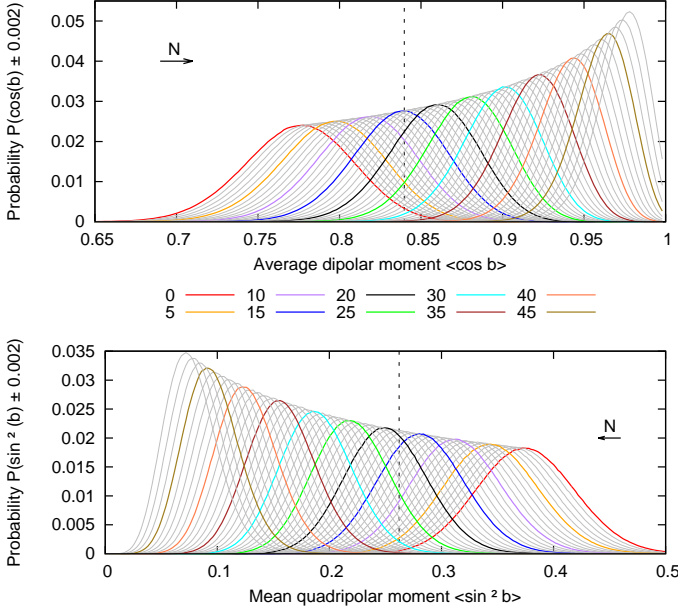 Probability P(cos(b) ± 0.002)
0.05
0.04
0.03
0.02
0.01
0
N
0.65 0.7 0.75 0.8 0.85 0.9 0.95 1
Average dipolar moment <cos b>
0 10 20 30 40
5 15 25 35 45
Probability P(sin ² (b) ± 0.002)
0.035
0.03
0.025
0.02
0.015
0.01
0.005
0
N
0 0.1 0.2 0.3 0.4 0.5
Mean quadripolar moment <sin ² b>